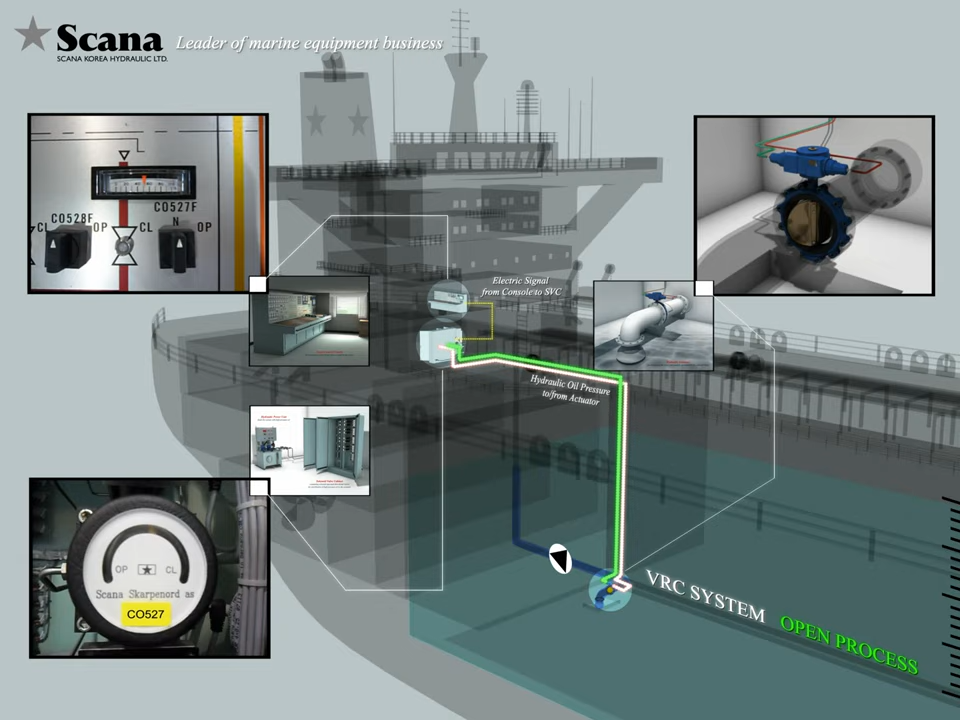 Scana
SCANA KOREA HYDRAULIC LTD.
Leader of marine equipment business
CO527F
CO528F
N
CL
OP
CL
OP
Electric Signal
from Console to SVC
Hydraulic Oil Pressure
to/from Actuator
OP
CL
Scana Skarpenord as
CO527
VRC SYSTEM
OPEN PROCESS